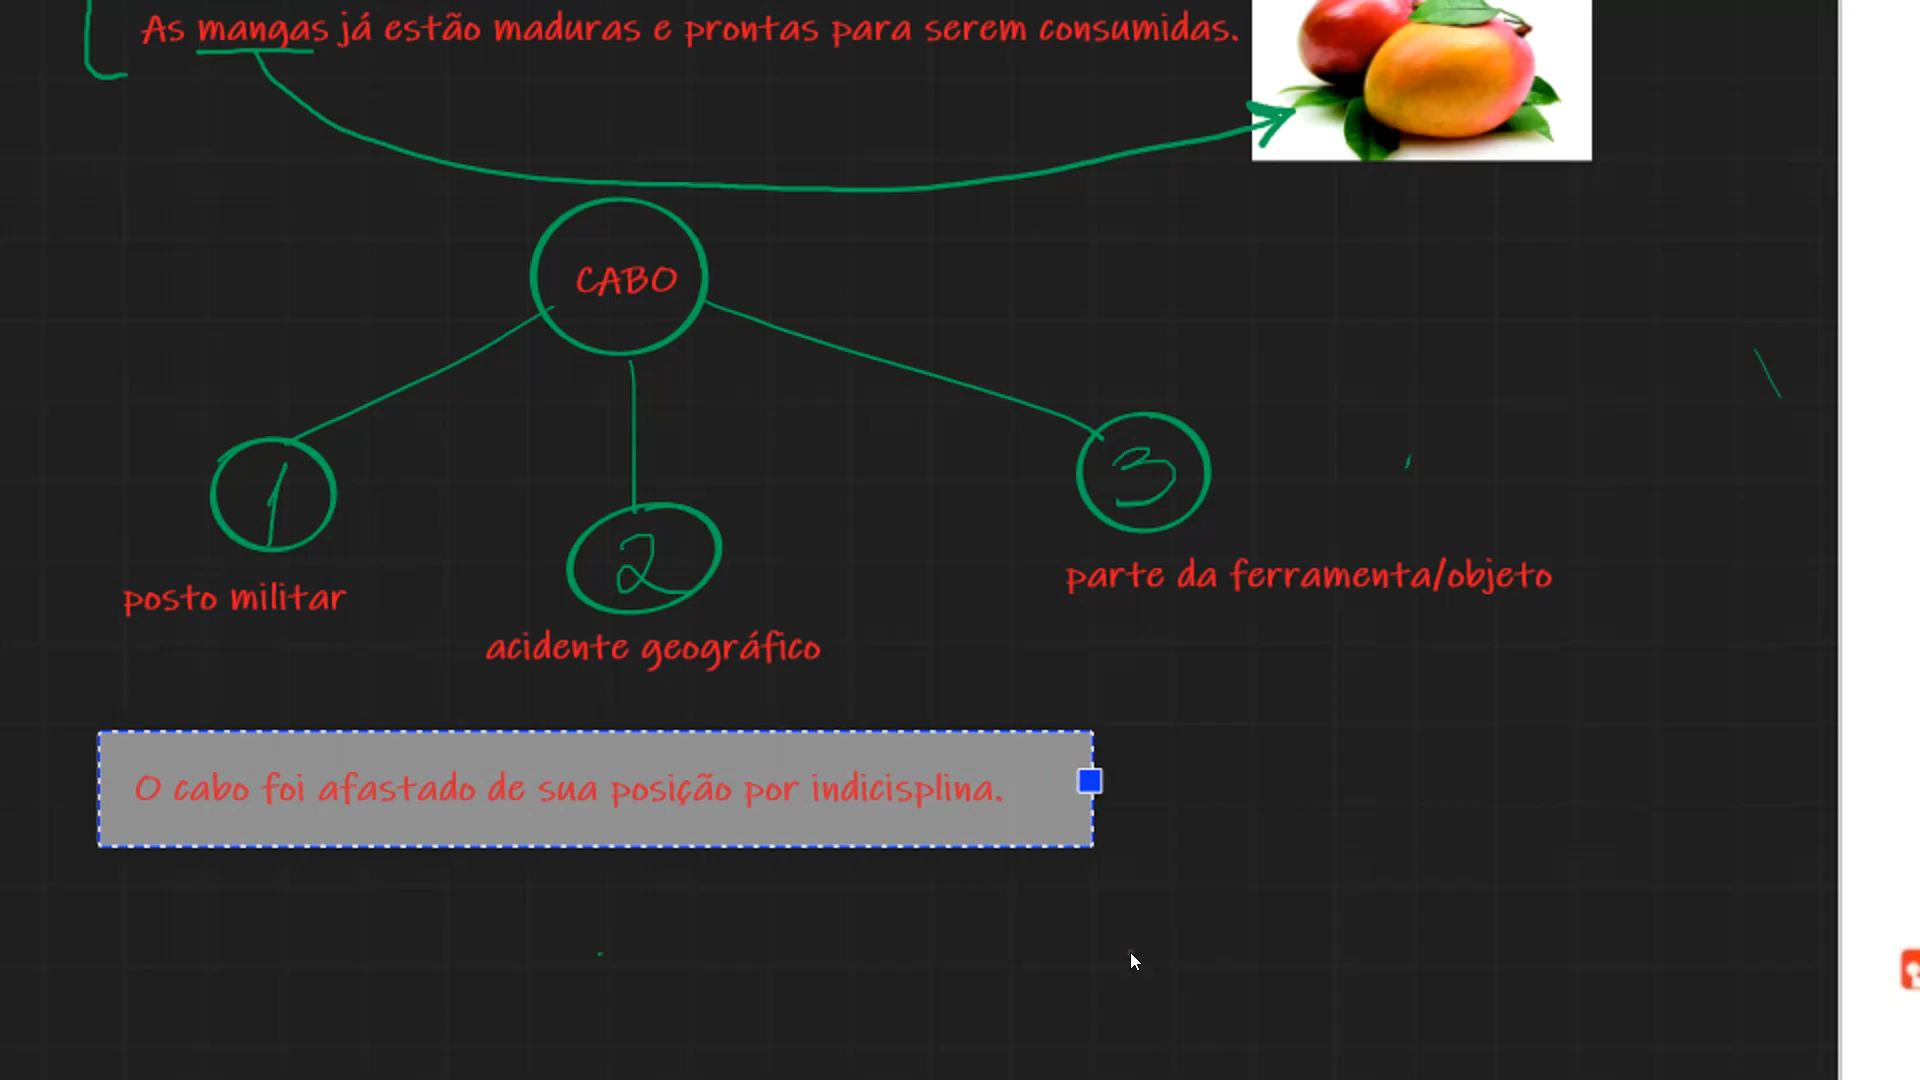 As mangas já estão maduras e prontas para serem consumidas.
CABO
1
2
3
posto militar
acidente geográfico
parte da ferramenta/objeto
O cabo foi afastado de sua posição por indicisplina.